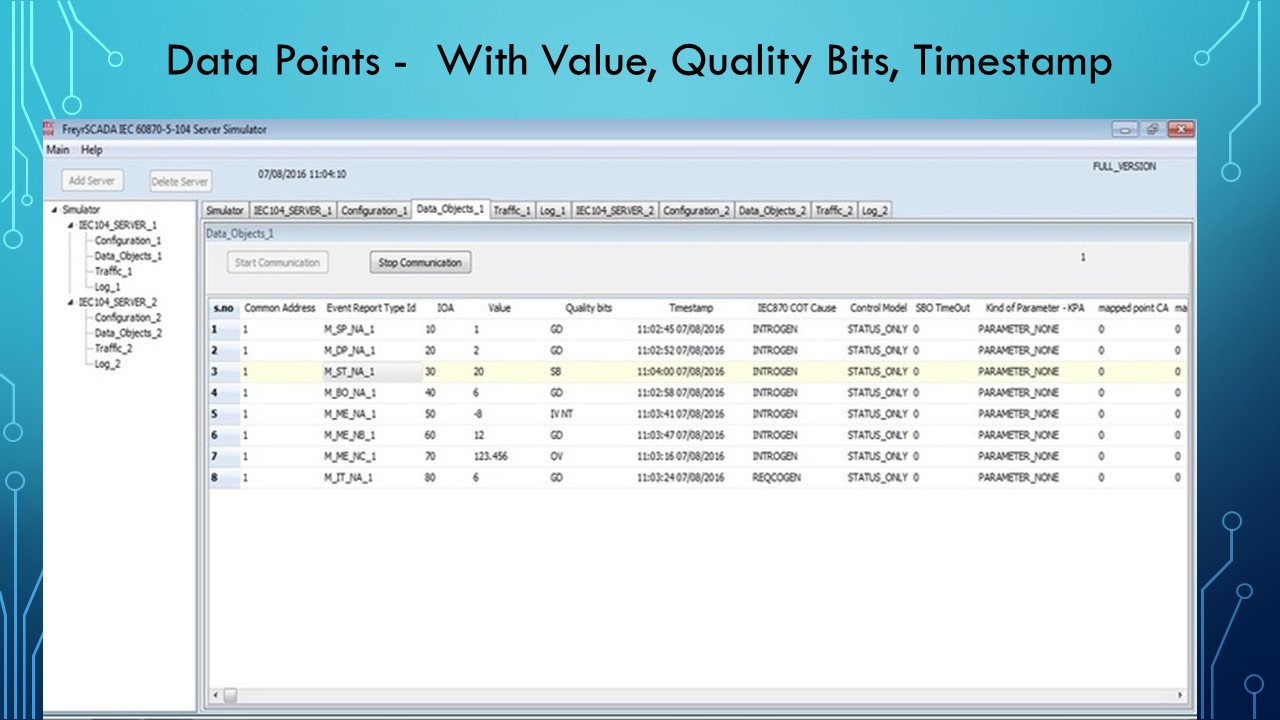 Data Points -  With Value, Quality Bits, Timestamp
IEC 104 FreyrSCADA IEC 60870-5-104 Server Simulator
Main Help
Add Server Delete Server 07/08/2016 11:04:10 FULL_VERSION
Simulator
IEC104_SERVER_1
Configuration_1
Data_Objects_1
Traffic_1
Log_1
IEC104_SERVER_2
Configuration_2
Data_Objects_2
Traffic_2
Log_2
Simulator IEC104_SERVER_1 Configuration_1 Data_Objects_1 Traffic_1 Log_1 IEC104_SERVER_2 Configuration_2 Data_Objects_2 Traffic_2 Log_2
Data_Objects_1
Start Communication Stop Communication 1
s.no Common Address Event Report Type Id IOA Value Quality bits Timestamp IEC870 COT Cause Control Model SBO TimeOut Kind of Parameter - KPA mapped point CA ma
1 1 M_SP_NA_1 10 1 GD 11:02:45 07/08/2016 INTROGEN STATUS_ONLY 0 PARAMETER_NONE 0 0
2 1 M_DP_NA_1 20 2 GD 11:02:52 07/08/2016 INTROGEN STATUS_ONLY 0 PARAMETER_NONE 0 0
3 1 M_ST_NA_1 30 20 SB 11:04:00 07/08/2016 INTROGEN STATUS_ONLY 0 PARAMETER_NONE 0 0
4 1 M_BO_NA_1 40 6 GD 11:02:58 07/08/2016 INTROGEN STATUS_ONLY 0 PARAMETER_NONE 0 0
5 1 M_ME_NA_1 50 -8 IV NT 11:03:41 07/08/2016 INTROGEN STATUS_ONLY 0 PARAMETER_NONE 0 0
6 1 M_ME_NB_1 60 12 GD 11:03:47 07/08/2016 INTROGEN STATUS_ONLY 0 PARAMETER_NONE 0 0
7 1 M_ME_NC_1 70 123.456 OV 11:03:16 07/08/2016 INTROGEN STATUS_ONLY 0 PARAMETER_NONE 0 0
8 1 M_IT_NA_1 80 6 GD 11:03:24 07/08/2016 REQCOGEN STATUS_ONLY 0 PARAMETER_NONE 0 0